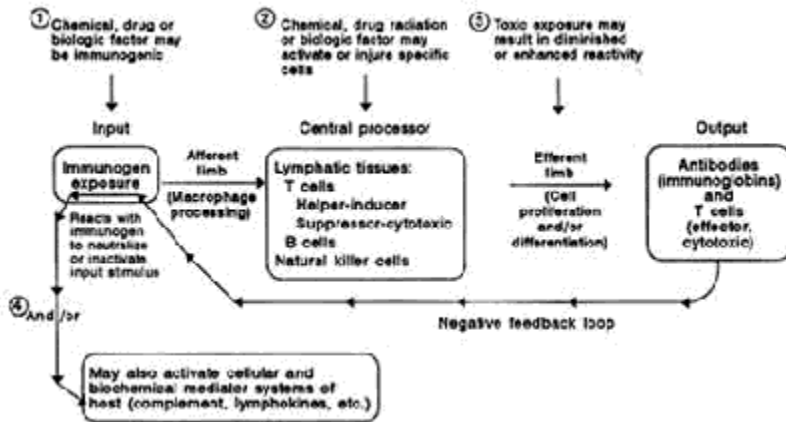 ① Chemical, drug or
biologic factor may
be immunogenic
② Chemical, drug radiation
or biologic factor may
activate or injure specific
cells
③ Toxic exposure may
result in diminished
or enhanced reactivity
Input
Central processor
Output
Immunogen
exposure
Afferent
limb
(Macrophage
processing)
Lymphatic tissues:
T cells
Helper-inducer
Suppressor-cytotoxic
B cells
Natural killer cells
Efferent
limb
(Cell
proliferation
and/or
differentiation)
Antibodies
(immunoglobins)
and
T cells
(effector,
cytotoxic)
Reacts with
immunogen
to neutralize
or inactivate
input stimulus
Negative feedback loop
④ And/or
May also activate cellular and
biochemical mediator systems of
host (complement, lymphokines, etc.)